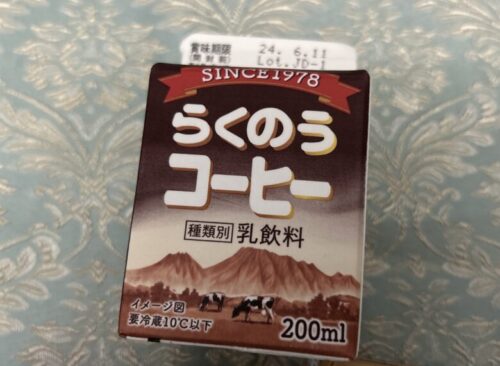 賞味期限 24. 6.11
(開封前) Lot.JD-1
SINCE1978
らくのう
コーヒー
種類別 乳飲料
イメージ図
要冷蔵10℃以下
200ml